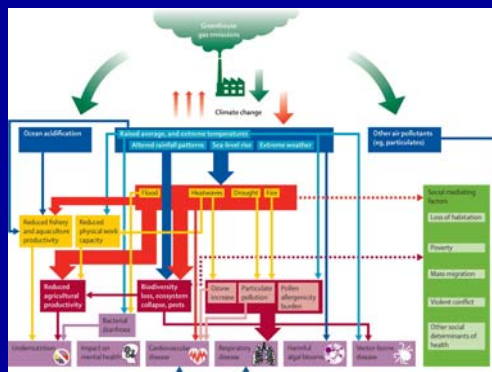 Greenhouse
gas emissions
Climate change
Ocean acidification
Raised average, and extreme temperatures
Altered rainfall patterns
Sea-level rise
Extreme weather
Other air pollutants
(eg, particulates)
Flood
Heatwaves
Drought
Fire
Social mediating
factors
Reduced fishery
and aquaculture
productivity
Reduced
physical work
capacity
Loss of habitation
Poverty
Mass migration
Violent conflict
Other social
determinants of
health
Reduced
agricultural
productivity
Biodiversity
loss, ecosystem
collapse, pests
Ozone
increase
Particulate
pollution
Pollen
allergenicity
burden
Bacterial
diarrhoea
Undernutrition
Impact on
mental health
Cardiovascular
disease
Respiratory
disease
Harmful
algal blooms
Vector-borne
disease